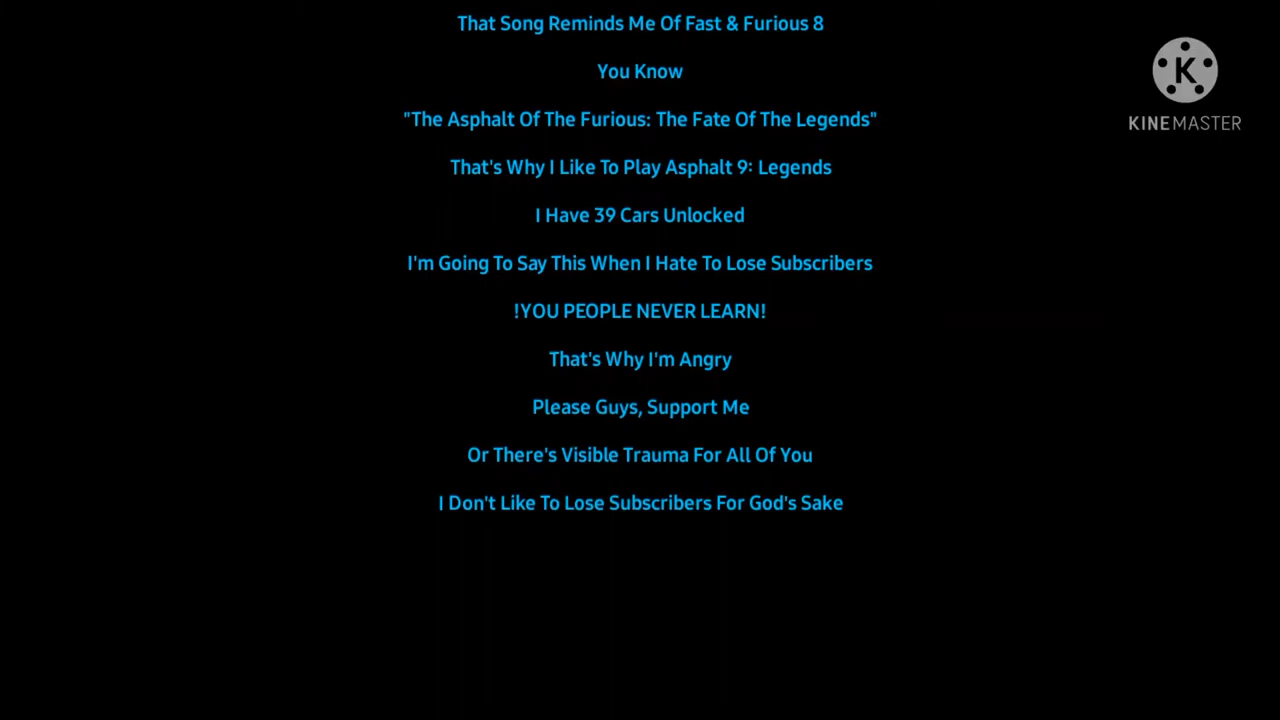 That Song Reminds Me Of Fast & Furious 8
You Know
"The Asphalt Of The Furious: The Fate Of The Legends"
That's Why I Like To Play Asphalt 9: Legends
I Have 39 Cars Unlocked
I'm Going To Say This When I Hate To Lose Subscribers
!YOU PEOPLE NEVER LEARN!
That's Why I'm Angry
Please Guys, Support Me
Or There's Visible Trauma For All Of You
I Don't Like To Lose Subscribers For God's Sake
K
KINEMASTER